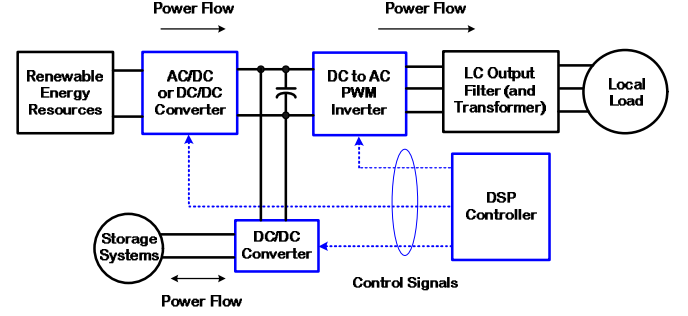 Power Flow
Power Flow
Renewable
Energy
Resources
AC/DC
or DC/DC
Converter
DC to AC
PWM
Inverter
LC Output
Filter (and
Transformer)
Local
Load
DSP
Controller
Storage
Systems
DC/DC
Converter
Control Signals
Power Flow